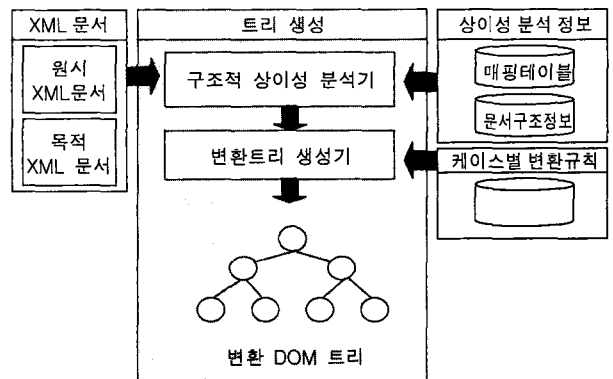 XML 문서
원시
XML문서
목적
XML 문서
트리 생성
구조적 상이성 분석기
변환트리 생성기
변환 DOM 트리
상이성 분석 정보
매핑테이블
문서구조정보
케이스별 변환규칙